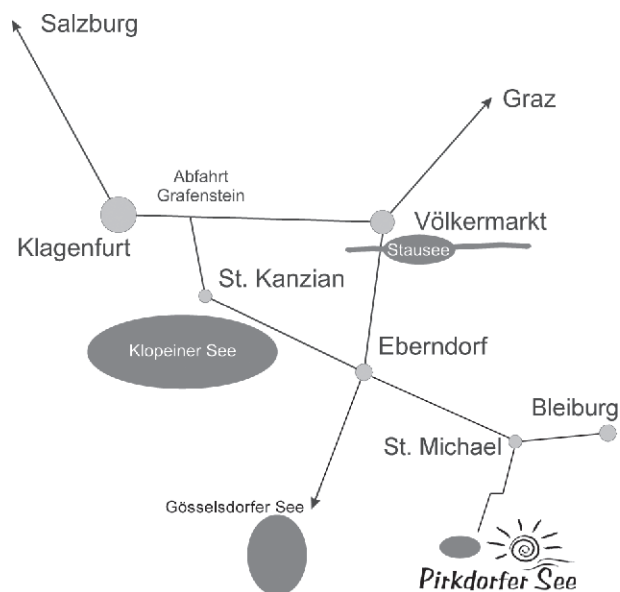 Salzburg
Graz
Abfahrt
Grafenstein
Völkermarkt
Klagenfurt
Stausee
St. Kanzian
Klopeiner See
Eberndorf
Bleiburg
St. Michael
Gösselsdorfer See
Pirkdorfer See